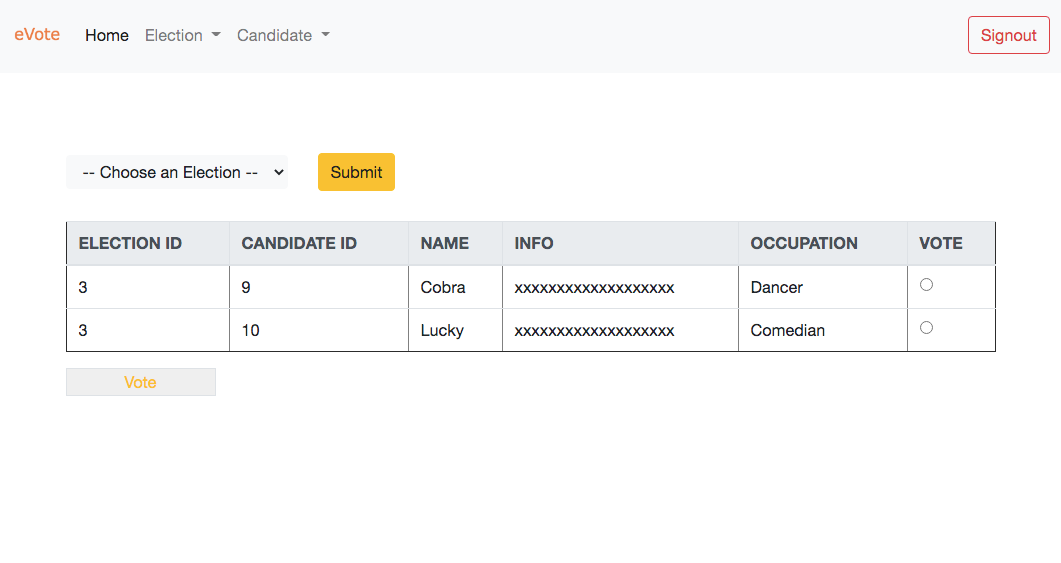 eVote Home Election Candidate Signout
-- Choose an Election -- Submit
ELECTION ID CANDIDATE ID NAME INFO OCCUPATION VOTE
3 9 Cobra xxxxxxxxxxxxxxxxxxx Dancer
3 10 Lucky xxxxxxxxxxxxxxxxxxx Comedian
Vote